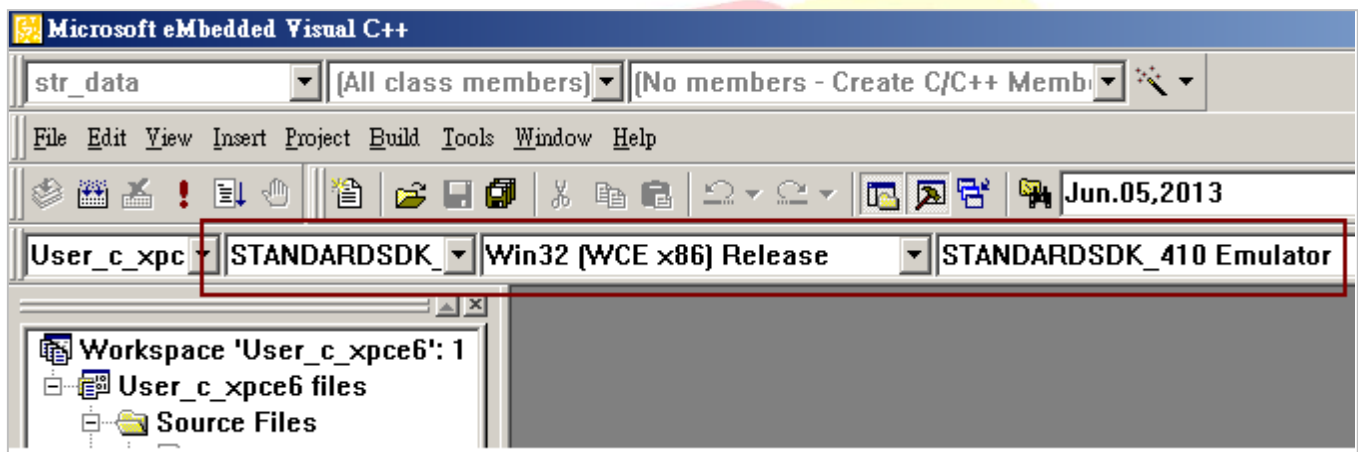 Microsoft eMbedded Visual C++
str_data (All class members) (No members - Create C/C++ Memb
File Edit View Insert Project Build Tools Window Help
Jun.05,2013
User_c_xpc STANDARDSDK_ Win32 (WCE x86) Release STANDARDSDK_410 Emulator
Workspace 'User_c_xpce6': 1
User_c_xpce6 files
Source Files